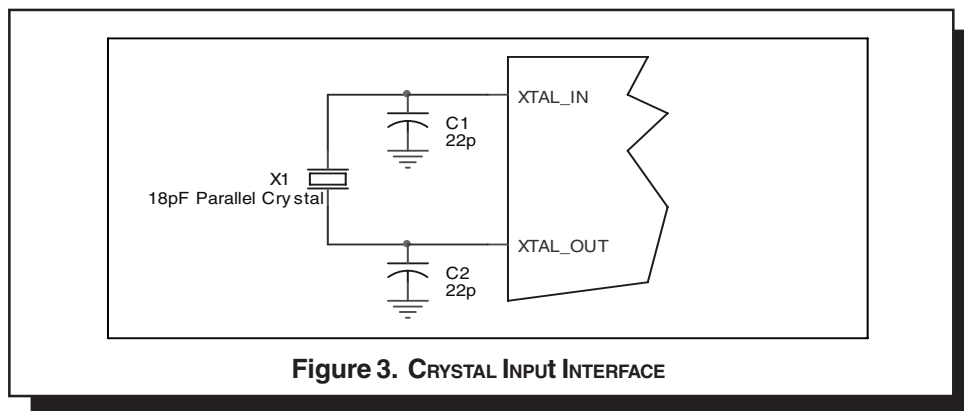 XTAL_IN
C1
22p
X1
18pF Parallel Crystal
XTAL_OUT
C2
22p
Figure 3. CRYSTAL INPUt INTERFACE